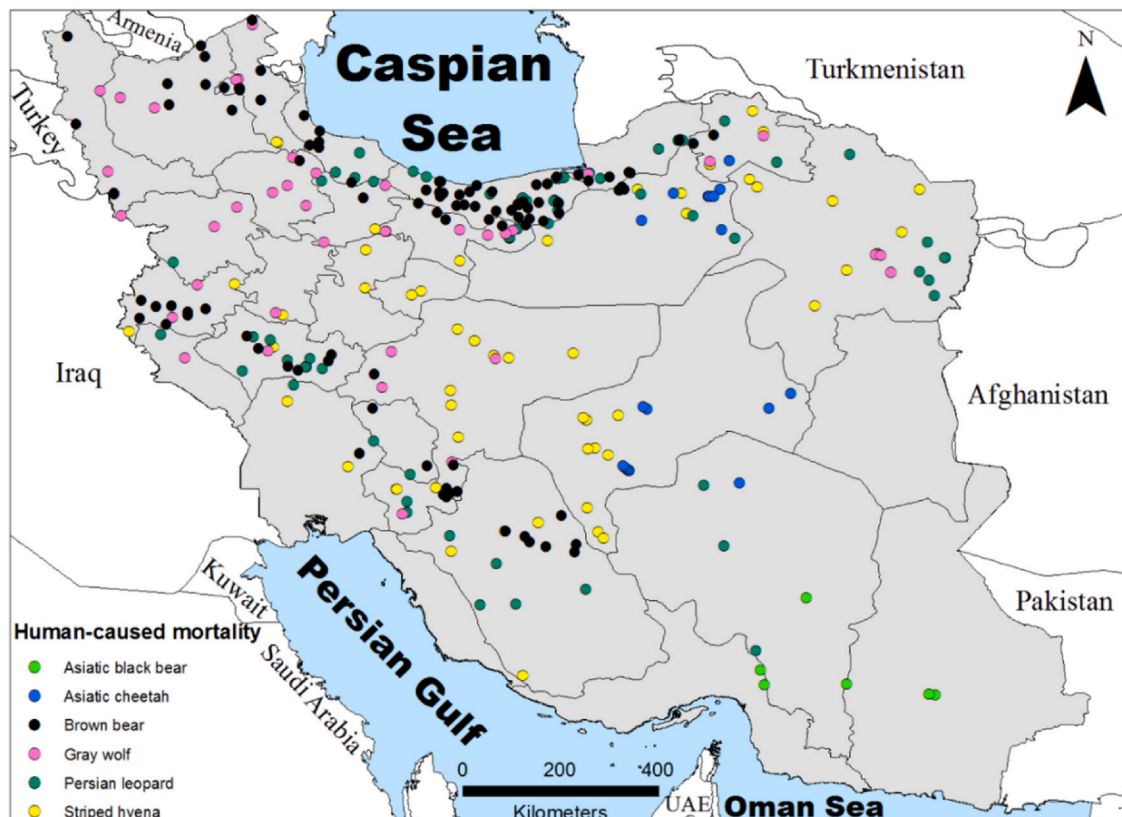 Armenia
Caspian
Sea
Turkmenistan
N
Turkey
Iraq
Afghanistan
Kuwait
Persian Gulf
Pakistan
Saudi Arabia
Human-caused mortality
Asiatic black bear
Asiatic cheetah
Brown bear
Gray wolf
Persian leopard
Striped hyena
0 200 400
Kilometers
UAE
Oman Sea